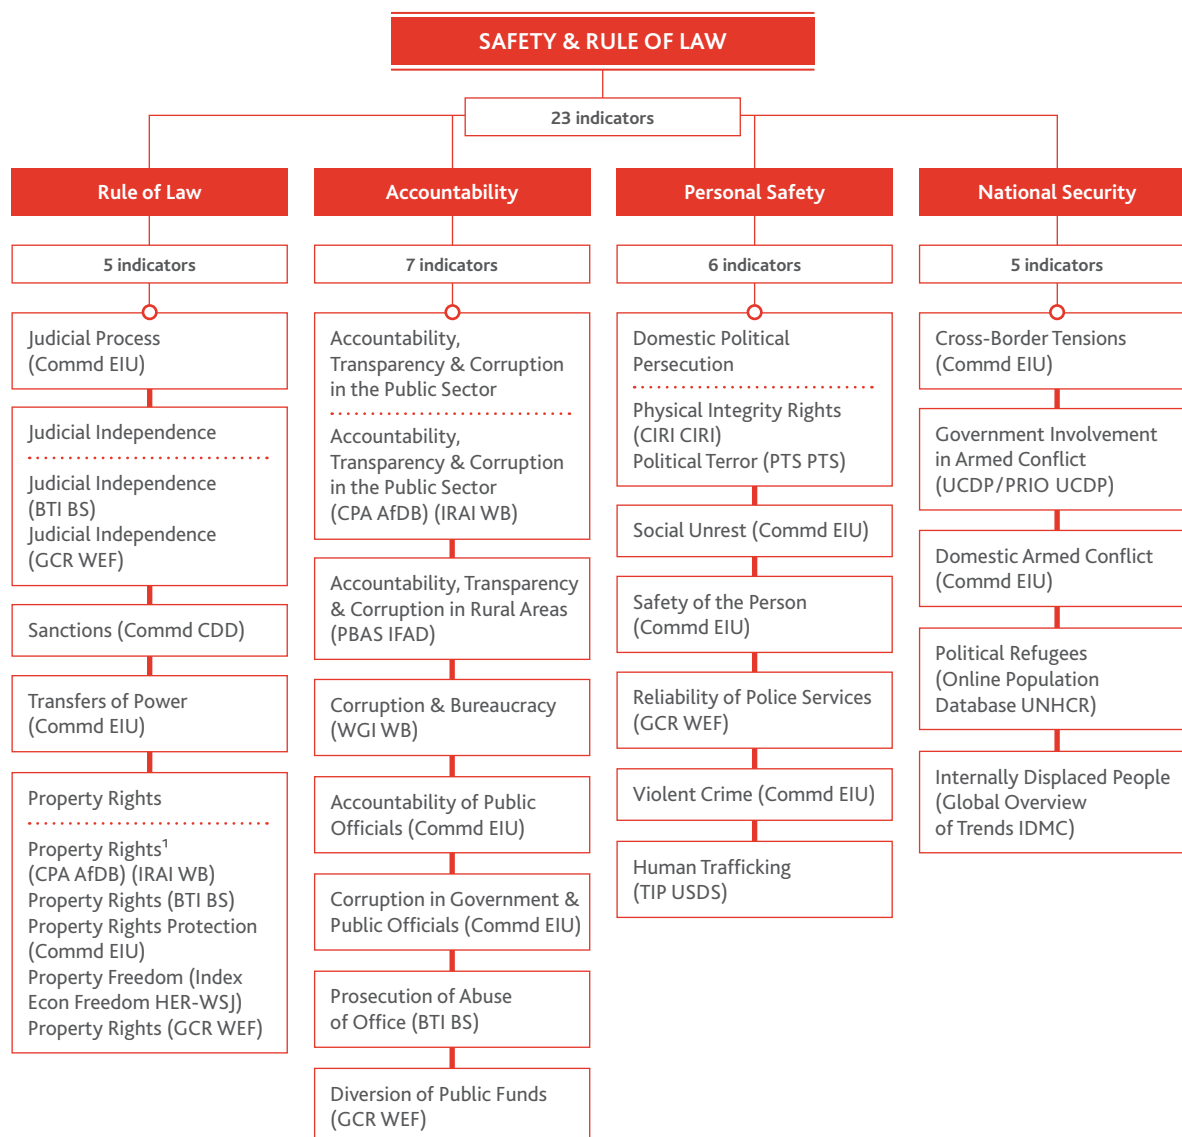 SAFETY & RULE OF LAW
23 indicators
Rule of Law
5 indicators
Judicial Process
(Commd EIU)
Judicial Independence
Judicial Independence
(BTI BS)
Judicial Independence
(GCR WEF)
Sanctions (Commd CDD)
Transfers of Power
(Commd EIU)
Property Rights
Property Rights¹
(CPA AfDB) (IRAI WB)
Property Rights (BTI BS)
Property Rights Protection
(Commd EIU)
Property Freedom (Index
Econ Freedom HER-WSJ)
Property Rights (GCR WEF)
Accountability
7 indicators
Accountability,
Transparency & Corruption
in the Public Sector
Accountability,
Transparency & Corruption
in the Public Sector
(CPA AfDB) (IRAI WB)
Accountability, Transparency
& Corruption in Rural Areas
(PBAS IFAD)
Corruption & Bureaucracy
(WGI WB)
Accountability of Public
Officials (Commd EIU)
Corruption in Government &
Public Officials (Commd EIU)
Prosecution of Abuse
of Office (BTI BS)
Diversion of Public Funds
(GCR WEF)
Personal Safety
6 indicators
Domestic Political
Persecution
Physical Integrity Rights
(CIRI CIRI)
Political Terror (PTS PTS)
Social Unrest (Commd EIU)
Safety of the Person
(Commd EIU)
Reliability of Police Services
(GCR WEF)
Violent Crime (Commd EIU)
Human Trafficking
(TIP USDS)
National Security
5 indicators
Cross-Border Tensions
(Commd EIU)
Government Involvement
in Armed Conflict
(UCDP/PRIO UCDP)
Domestic Armed Conflict
(Commd EIU)
Political Refugees
(Online Population
Database UNHCR)
Internally Displaced People
(Global Overview
of Trends IDMC)